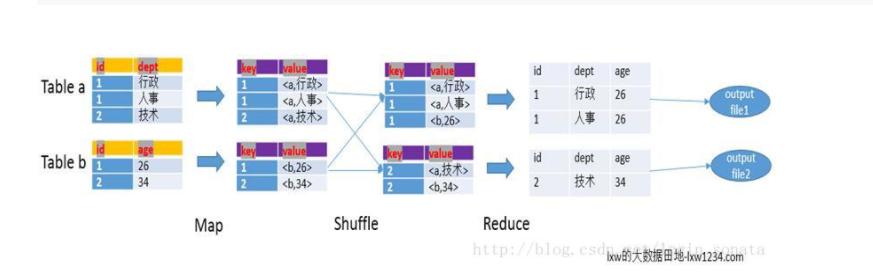 Table a
id dept
1 行政
1 人事
2 技术
key value
1 <a,行政>
1 <a,人事>
2 <a,技术>
key value
1 <a,行政>
1 <a,人事>
1 <b,26>
id dept age
1 行政 26
1 人事 26
output
file1
Table b
id age
1 26
2 34
key value
1 <b,26>
2 <b,34>
key value
2 <a,技术>
2 <b,34>
id dept age
2 技术 34
output
file2
Map
Shuffle
Reduce
http://blog.csdn.net/login_sonata
lxw的大数据田地-lxw1234.com